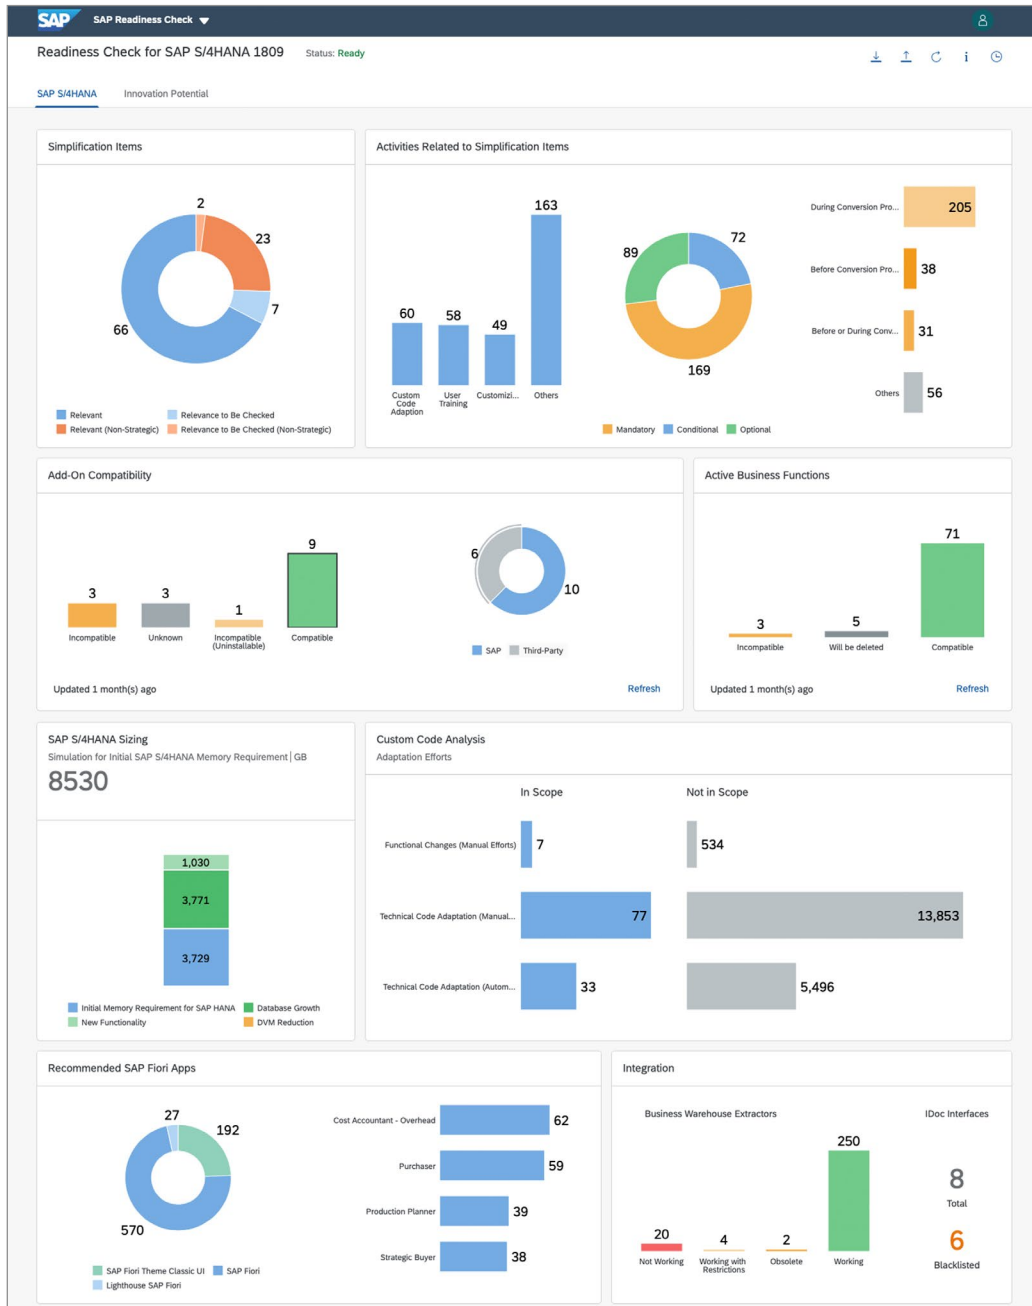 SAP SAP Readiness Check
Readiness Check for SAP S/4HANA 1809 Status: Ready
SAP S/4HANA Innovation Potential
Simplification Items
2
23
7
66
Relevant Relevance to Be Checked
Relevant (Non-Strategic) Relevance to Be Checked (Non-Strategic)
Activities Related to Simplification Items
60 58 49 163
Custom Code Adaption User Training Customizi... Others
89 72
169
Mandatory Conditional Optional
During Conversion Pro... 205
Before Conversion Pro... 38
Before or During Conv... 31
Others 56
Add-On Compatibility
3 3 1 9
Incompatible Unknown Incompatible (Uninstallable) Compatible
6 10
SAP Third-Party
Updated 1 month(s) ago Refresh
Active Business Functions
3 5 71
Incompatible Will be deleted Compatible
Updated 1 month(s) ago Refresh
SAP S/4HANA Sizing
Simulation for Initial SAP S/4HANA Memory Requirement | GB
8530
1,030
3,771
3,729
Initial Memory Requirement for SAP HANA Database Growth
New Functionality DVM Reduction
Custom Code Analysis
Adaptation Efforts
In Scope Not in Scope
Functional Changes (Manual Efforts) 7 534
Technical Code Adaptation (Manual... 77 13,853
Technical Code Adaptation (Autom... 33 5,496
Recommended SAP Fiori Apps
27 192
570
SAP Fiori Theme Classic UI SAP Fiori
Lighthouse SAP Fiori
Cost Accountant - Overhead 62
Purchaser 59
Production Planner 39
Strategic Buyer 38
Integration
Business Warehouse Extractors IDoc Interfaces
20 4 2 250
Not Working Working with Restrictions Obsolete Working
8
Total
6
Blacklisted